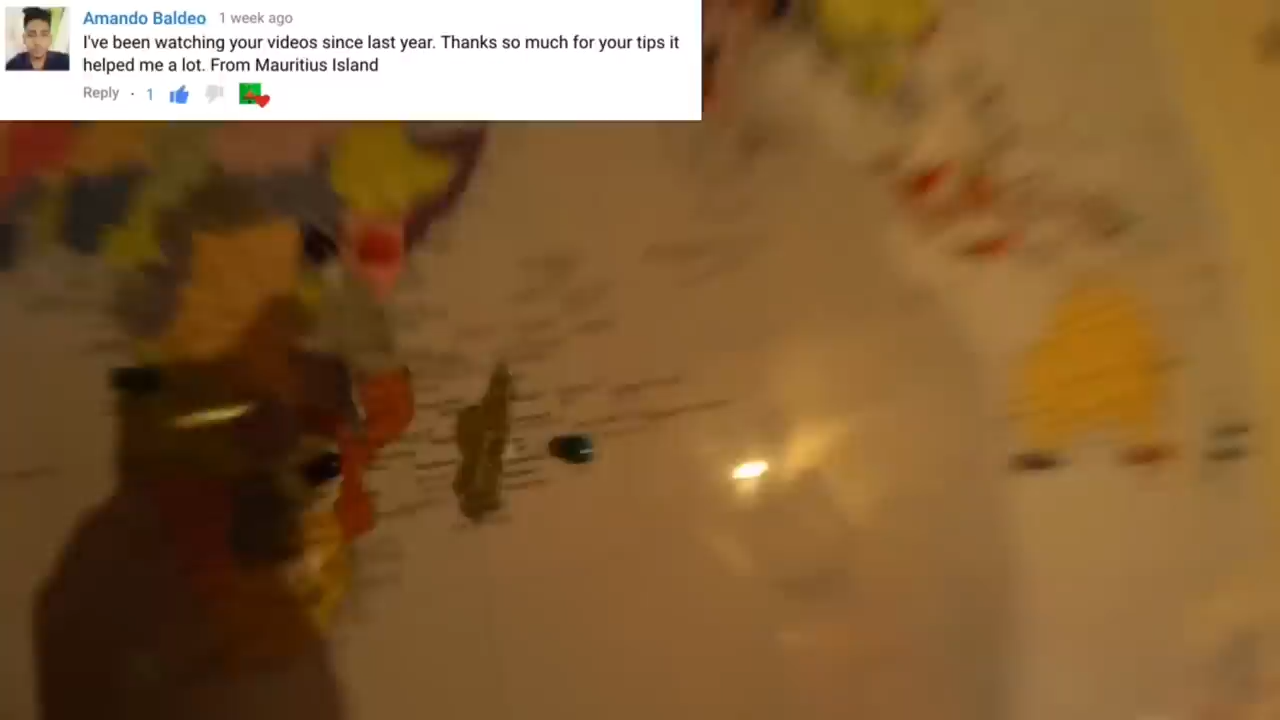 Amando Baldeo 1 week ago
I've been watching your videos since last year. Thanks so much for your tips it
helped me a lot. From Mauritius Island
Reply · 1